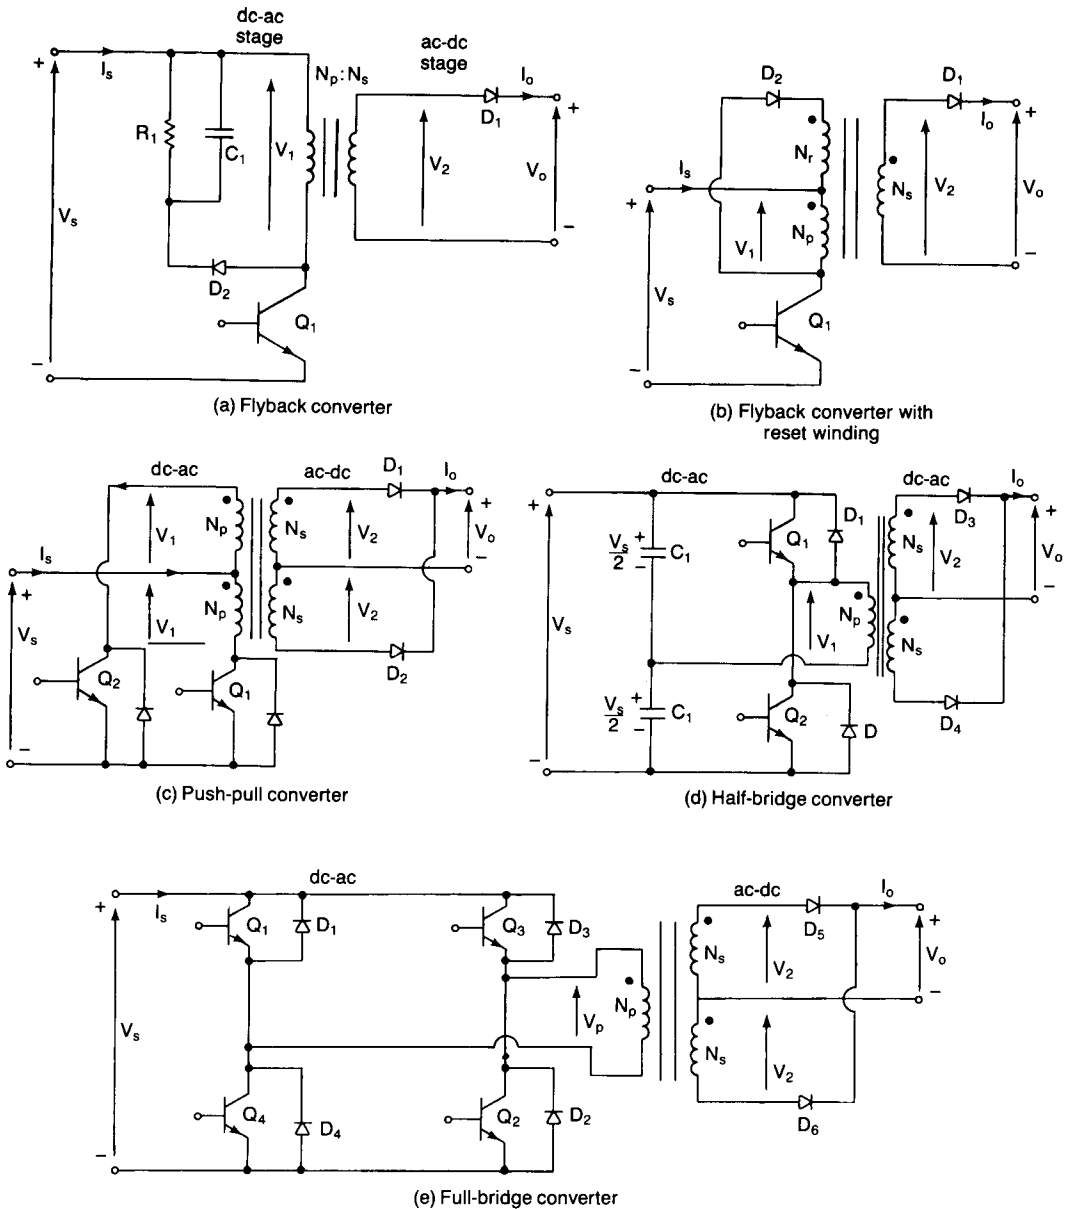 dc-ac
stage
ac-dc
stage
+
Is
Np:Ns
Io
D1
+
R1
C1
V1
V2
Vo
Vs
−
D2
Q1
−
(a) Flyback converter
D2
D1
Io
+
Nr
Is
Ns
V2
Vo
+
V1
Np
−
Vs
Q1
−
(b) Flyback converter with
reset winding
dc-ac
ac-dc
D1
Io
+
V1
Np
Ns
V2
Vo
−
Is
+
Np
Ns
V1
V2
Vs
D2
Q2
Q1
−
(c) Push-pull converter
dc-ac
dc-ac
Io
+
D1
D3
+
Q1
Ns
V2
Vo
Vs/2
+
−
C1
−
Np
Vs
V1
Ns
Vs/2
+
−
C1
Q2
D
D4
−
(d) Half-bridge converter
dc-ac
ac-dc
Io
+
Is
Q1
D1
Q3
D3
D5
+
Ns
V2
Vo
Np
−
Vp
Vs
Ns
V2
Q4
D4
Q2
D2
D6
−
(e) Full-bridge converter